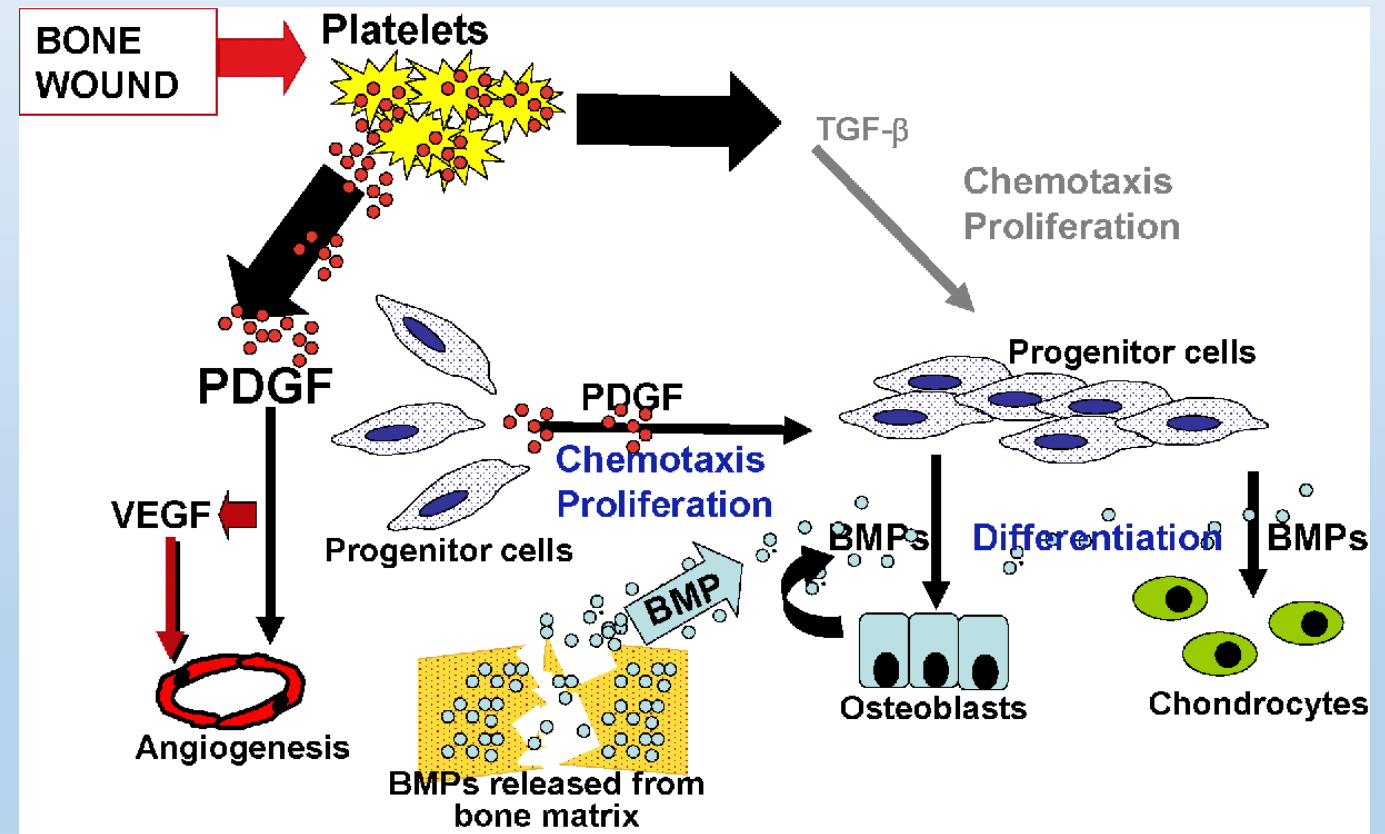 BONE
WOUND
Platelets
TGF-β
Chemotaxis
Proliferation
PDGF
PDGF
Chemotaxis
Proliferation
Progenitor cells
Progenitor cells
VEGF
BMP
BMPs
Differentiation
BMPs
Angiogenesis
Osteoblasts
Chondrocytes
BMPs released from
bone matrix